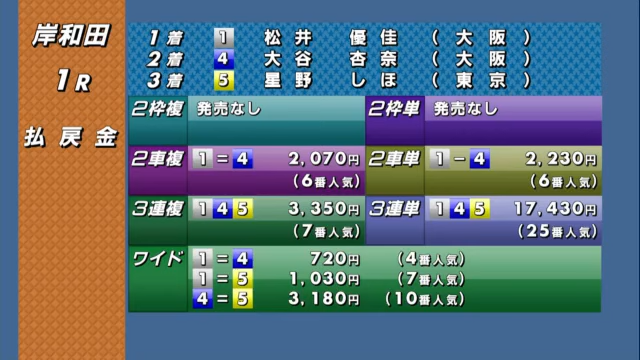 岸和田
1R
払戻金
1着 1 松井 優佳 (大阪)
2着 4 大谷 杏奈 (大阪)
3着 5 星野 しほ (東京)
2枠複 発売なし
2枠単 発売なし
2車複 1=4 2,070円
(6番人気)
2車単 1-4 2,230円
(6番人気)
3連複 1 4 5 3,350円
(7番人気)
3連単 1 4 5 17,430円
(25番人気)
ワイド 1=4 720円 (4番人気)
1=5 1,030円 (7番人気)
4=5 3,180円 (10番人気)